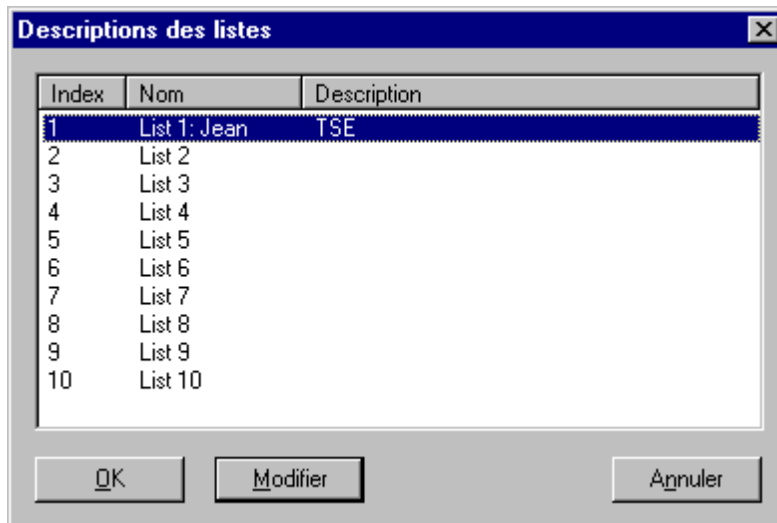 Descriptions des listes
Index Nom Description
1 List 1: Jean TSE
2 List 2
3 List 3
4 List 4
5 List 5
6 List 6
7 List 7
8 List 8
9 List 9
10 List 10
OK Modifier Annuler